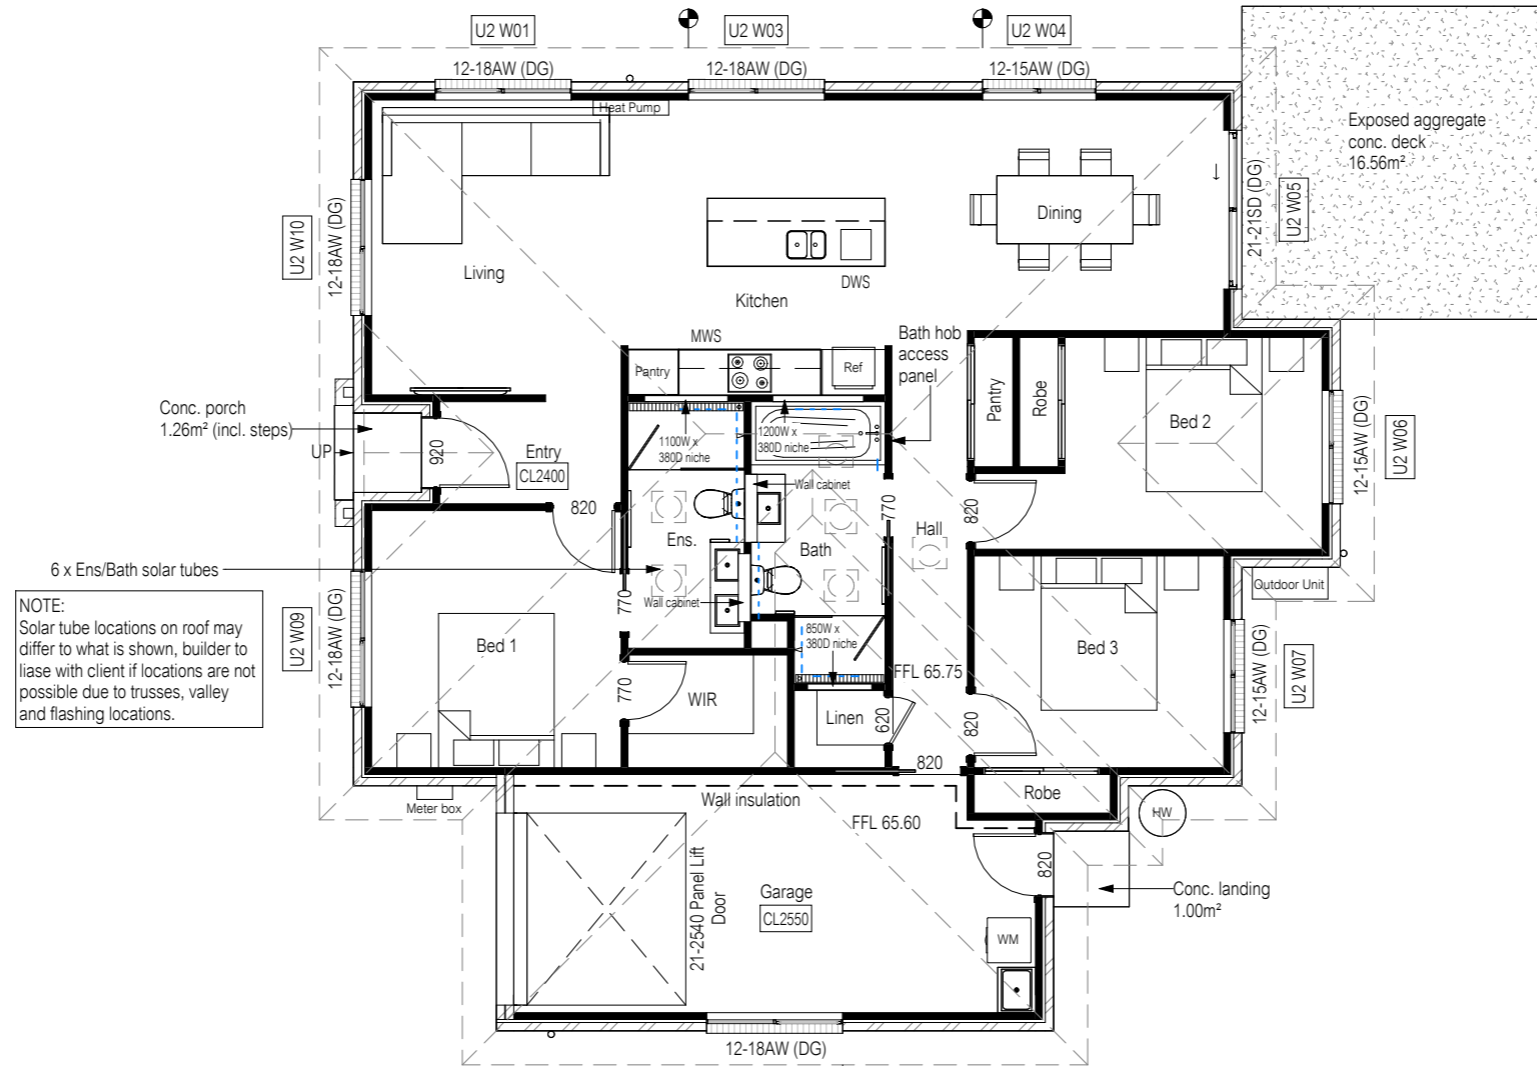 U2 W01
U2 W03
U2 W04
12-18AW (DG)
12-18AW (DG)
12-15AW (DG)
Heat Pump
Exposed aggregate
conc. deck
16.56m²
21-21SD (DG)
U2 W05
U2 W10
12-18AW (DG)
Living
Dining
DWS
Kitchen
MWS
Bath hob
access
panel
Pantry
Ref
Pantry
Robe
Bed 2
12-15AW (DG)
U2 W06
Conc. porch
1.26m² (incl. steps)
UP
920
Entry
CL2400
820
1100W x
380D niche
1200W x
380D niche
Wall cabinet
770
820
Hall
Ens.
Bath
6 x Ens/Bath solar tubes
770
Wall cabinet
Outdoor Unit
NOTE:
Solar tube locations on roof may
differ to what is shown, builder to
liase with client if locations are not
possible due to trusses, valley
and flashing locations.
U2 W09
12-18AW (DG)
Bed 1
850W x
380D niche
Bed 3
12-15AW (DG)
U2 W07
FFL 65.75
770
WIR
Linen
620
820
820
Meter box
Wall insulation
Robe
HW
FFL 65.60
21-2540 Panel Lift
Door
Garage
CL2550
820
Conc. landing
1.00m²
WM
12-18AW (DG)